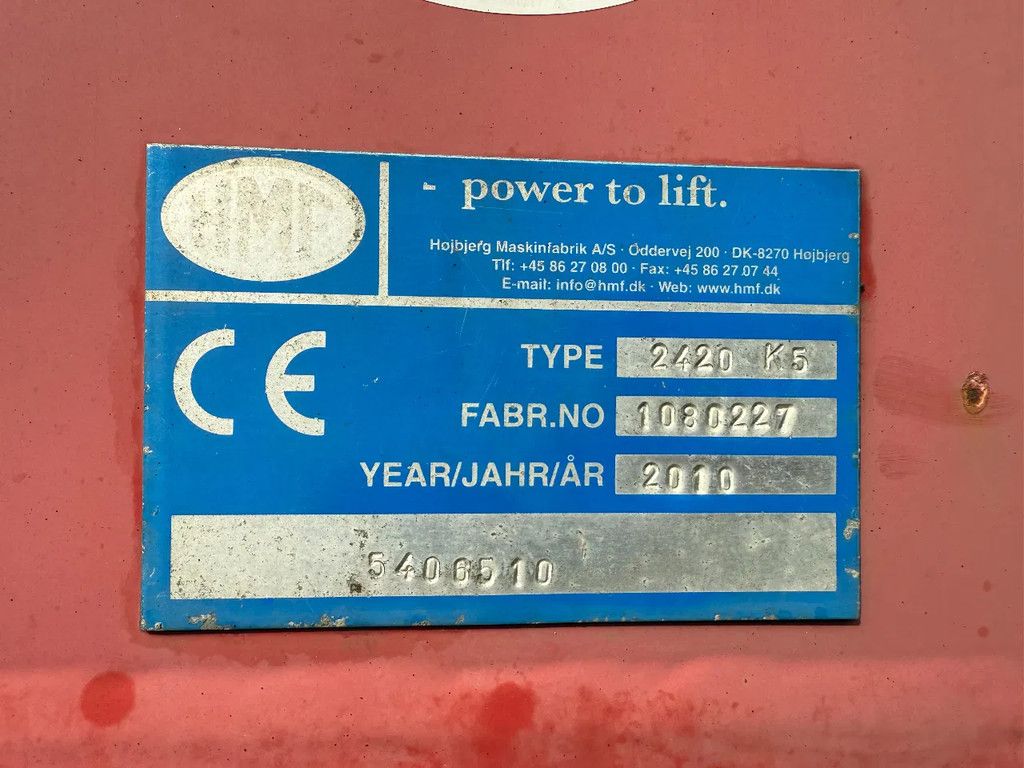 HMF
- power to lift.
Højbjerg Maskinfabrik A/S · Oddervej 200 · DK-8270 Højbjerg
Tlf: +45 86 27 08 00 · Fax: +45 86 27 07 44
E-mail: info@hmf.dk · Web: www.hmf.dk
CE
TYPE 2420 K5
FABR.NO 1080227
YEAR/JAHR/ÅR 2010
5406510